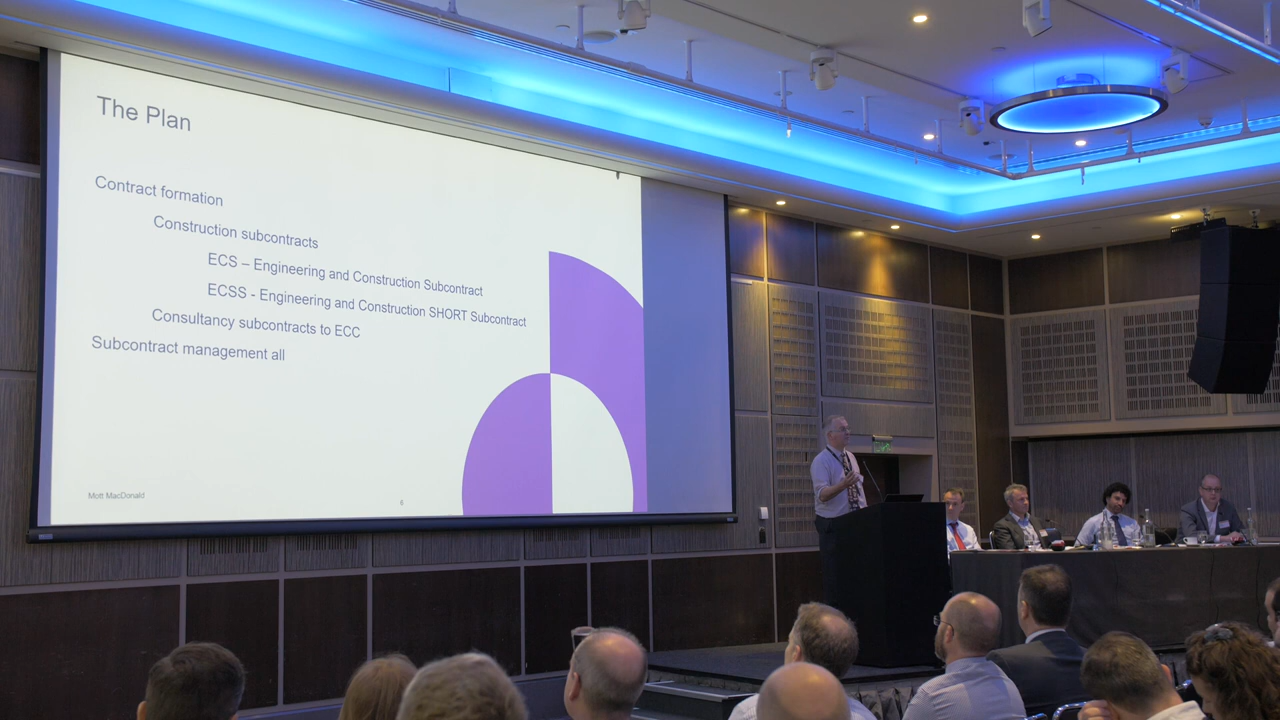 The Plan
Contract formation
Construction subcontracts
ECS – Engineering and Construction Subcontract
ECSS - Engineering and Construction SHORT Subcontract
Consultancy subcontracts to ECC
Subcontract management all
Mott MacDonald
6